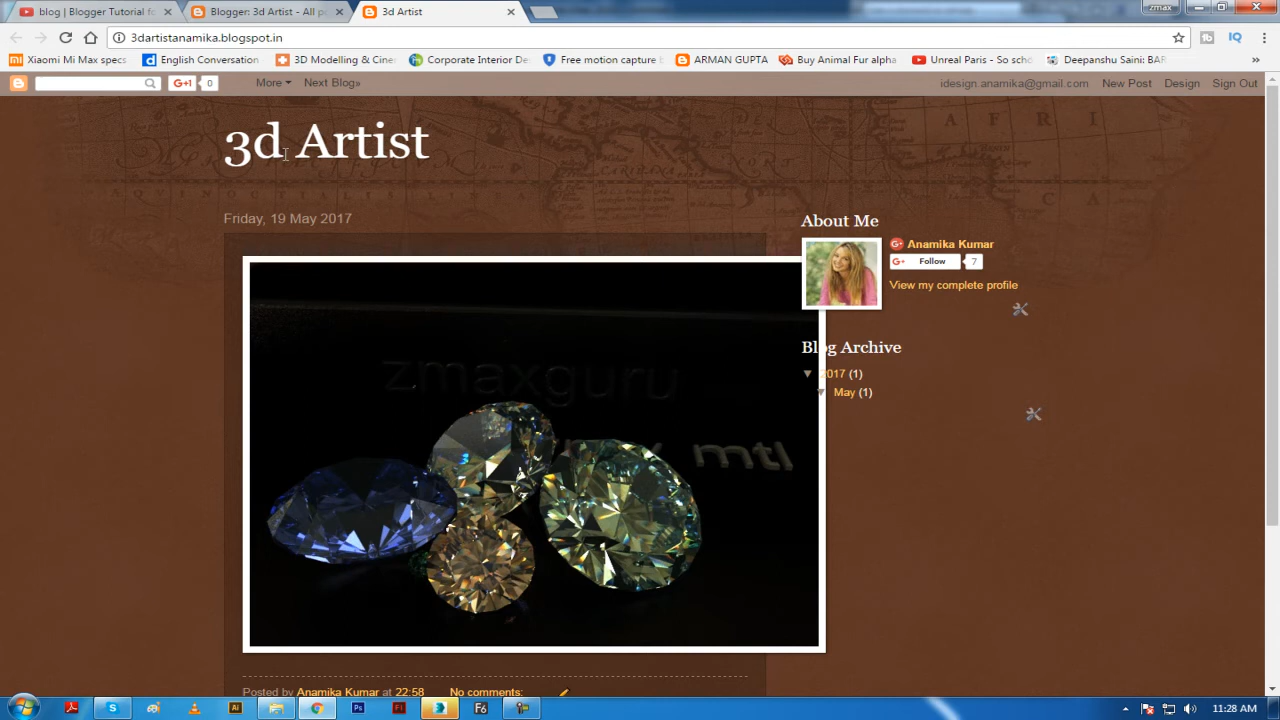 blog | Blogger Tutorial fo
Blogger: 3d Artist - All po
3d Artist
zmax
3dartistanamika.blogspot.in
Xiaomi Mi Max specs
English Conversation
3D Modelling & Ciner
Corporate Interior De
Free motion capture b
ARMAN GUPTA
Buy Animal Fur alphai
Unreal Paris - So scho
Deepanshu Saini: BAR
G+1 0
More
Next Blog»
idesign.anamika@gmail.com
New Post
Design
Sign Out
3d Artist
Friday, 19 May 2017
About Me
Anamika Kumar
G+ Follow 7
View my complete profile
Blog Archive
▼ 2017 (1)
▼ May (1)
zmaxguru
mtl
Posted by Anamika Kumar at 22:58 No comments:
11:28 AM